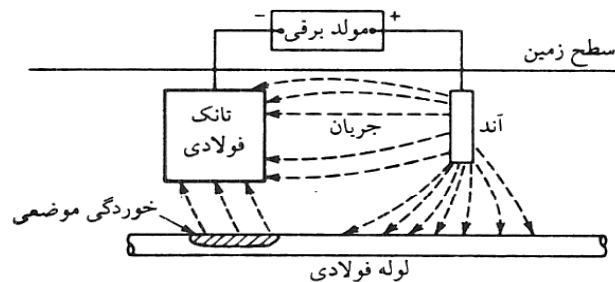 − مولد برقی +
سطح زمین
تانک
فولادی
جریان
آند
خوردگی موضعی
لوله فولادی